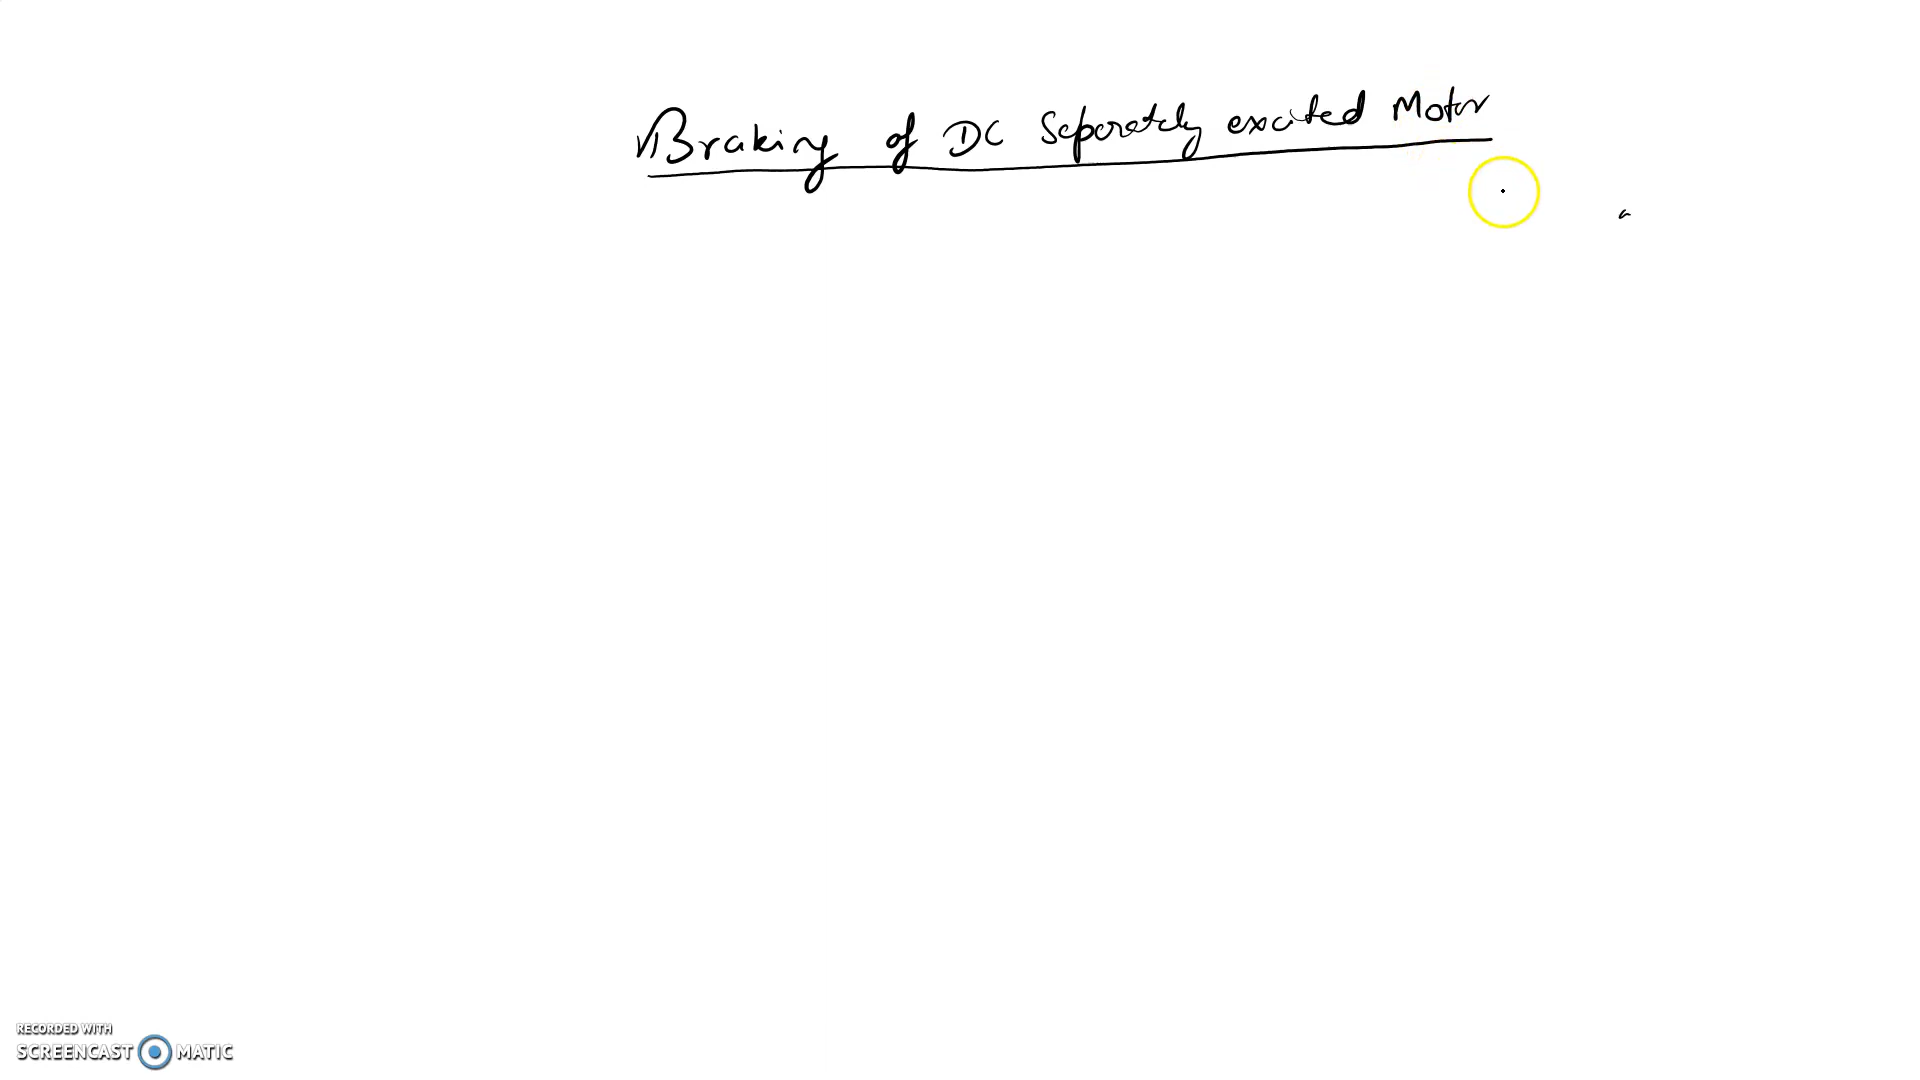 Braking of DC Seperately excited Motor
RECORDED WITH
SCREENCAST MATIC